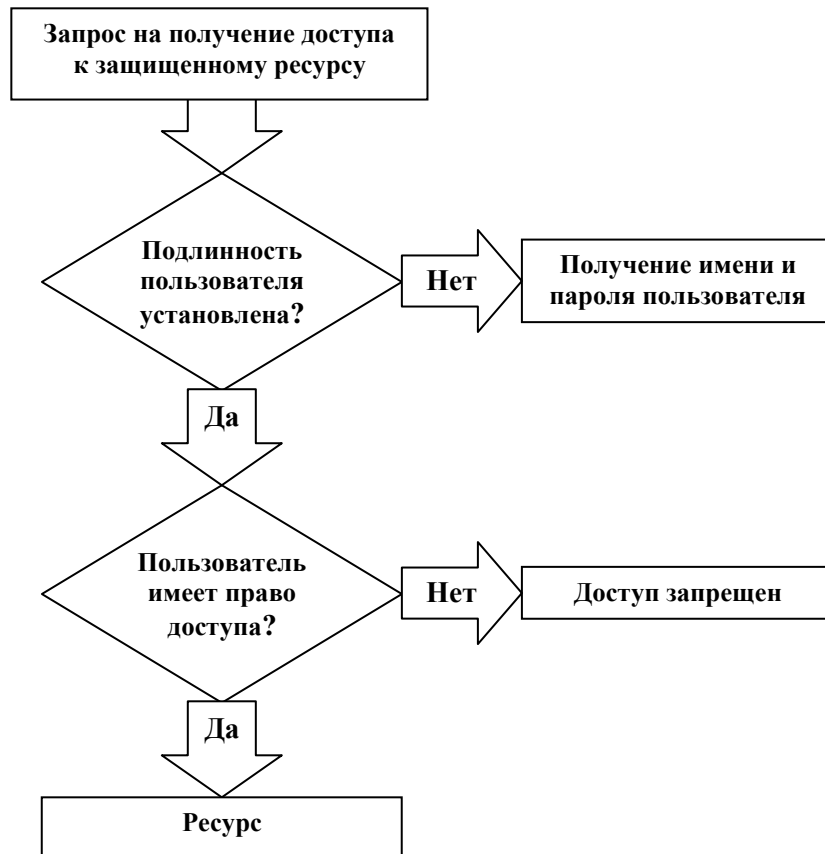 Запрос на получение доступа
к защищенному ресурсу
Подлинность
пользователя
установлена?
Нет
Получение имени и
пароля пользователя
Да
Пользователь
имеет право
доступа?
Нет
Доступ запрещен
Да
Ресурс